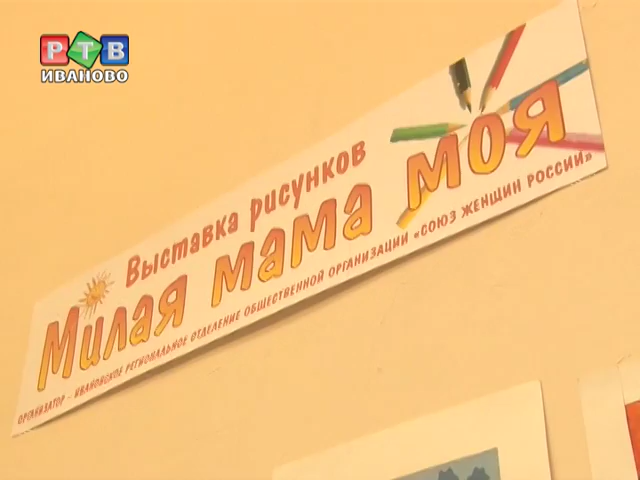 РТВ
ИВАНОВО
Выставка рисунков
Милая мама моя
ОРГАНИЗАТОР - ИВАНОВСКОЕ РЕГИОНАЛЬНОЕ ОТДЕЛЕНИЕ ОБЩЕСТВЕННОЙ ОРГАНИЗАЦИИ «СОЮЗ ЖЕНЩИН РОССИИ»